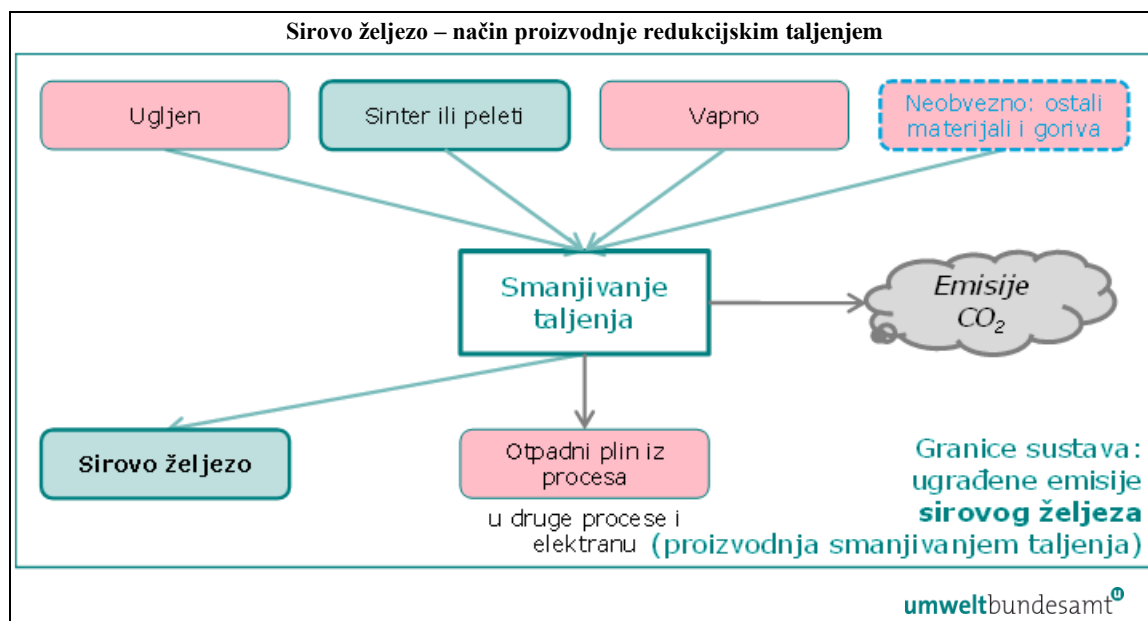 Sirovo željezo – način proizvodnje redukcijskim taljenjem
Ugljen
Sinter ili peleti
Vapno
Neobvezno: ostali
materijali i goriva
Smanjivanje
taljenja
Emisije
CO₂
Sirovo željezo
Otpadni plin iz
procesa
u druge procese i
elektranu
Granice sustava:
ugrađene emisije
sirovog željeza
(proizvodnja smanjivanjem taljenja)
umweltbundesamt